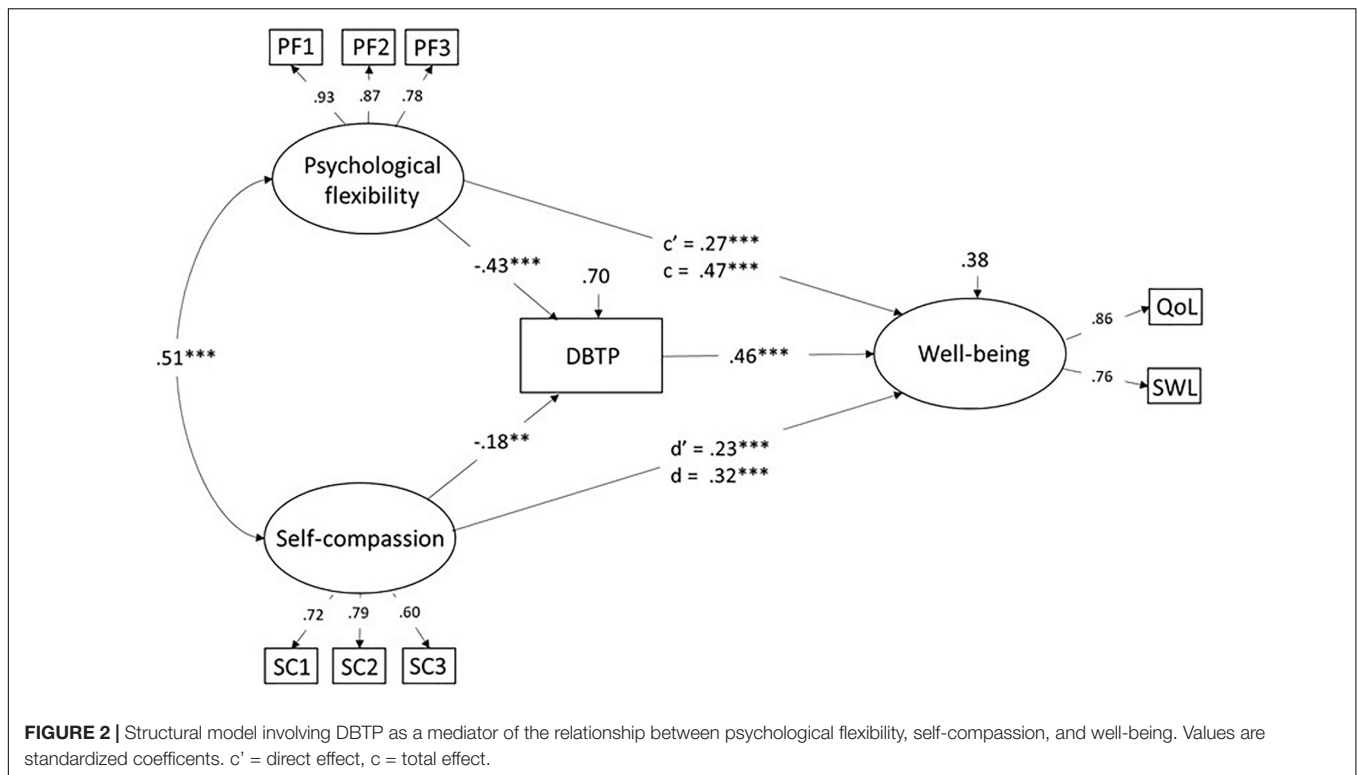 PF1 PF2 PF3
.93 .87 .78
Psychological
flexibility
c’ = .27***
c = .47***
-.43***
.70
.38
QoL
.86
.51***
DBTP
.46***
Well-being
.76
SWL
-.18**
d’ = .23***
d = .32***
Self-compassion
.72 .79 .60
SC1 SC2 SC3
FIGURE 2 | Structural model involving DBTP as a mediator of the relationship between psychological flexibility, self-compassion, and well-being. Values are
standardized coefficents. c’ = direct effect, c = total effect.